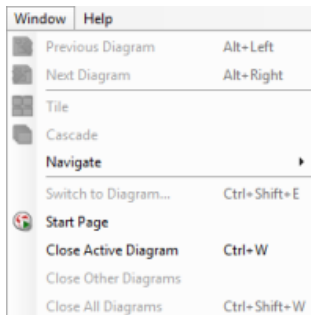 Window Help
Previous Diagram Alt+Left
Next Diagram Alt+Right
Tile
Cascade
Navigate
Switch to Diagram... Ctrl+Shift+E
Start Page
Close Active Diagram Ctrl+W
Close Other Diagrams
Close All Diagrams Ctrl+Shift+W